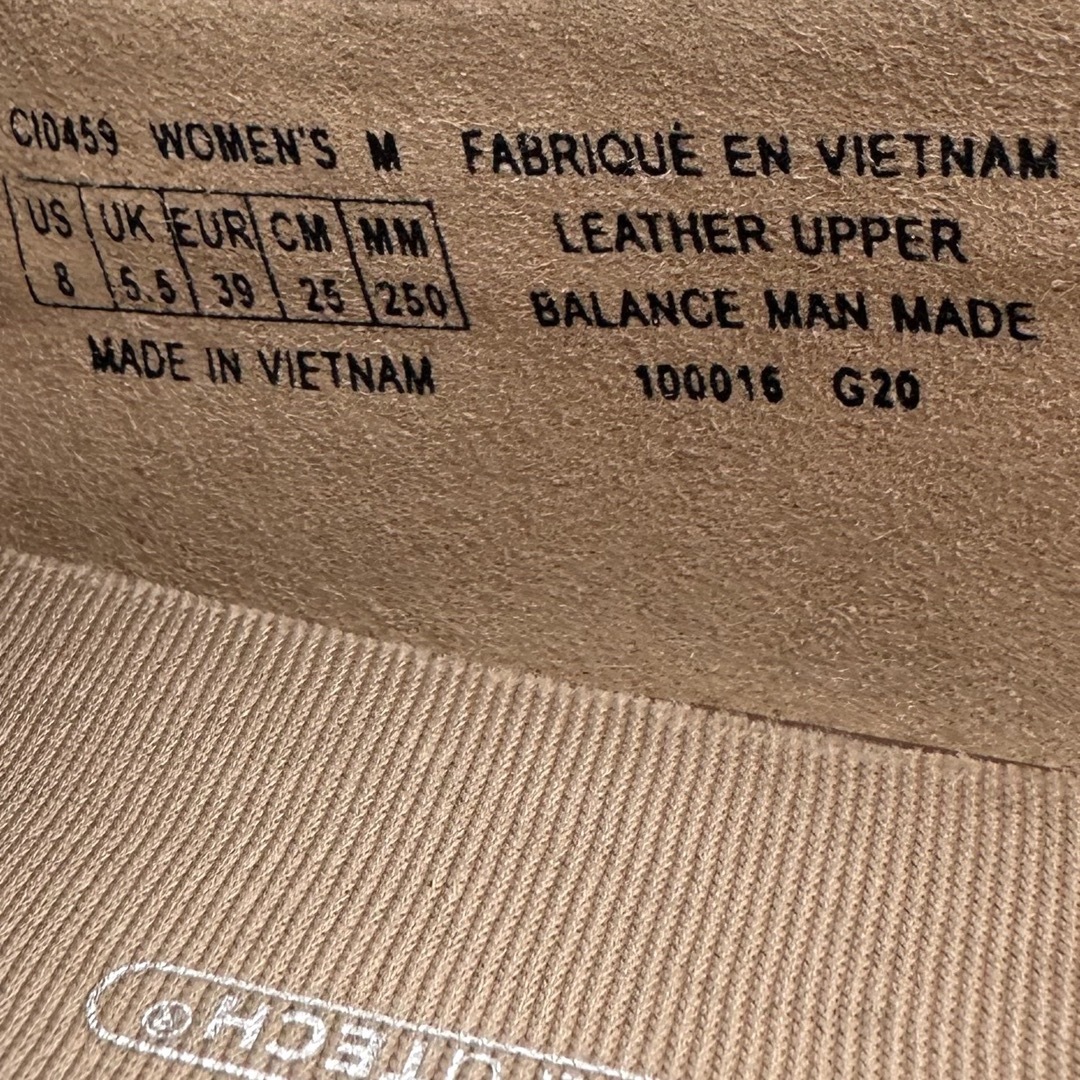 CI0459 WOMEN'S M
US UK EUR CM MM
8 5.5 39 25 250
MADE IN VIETNAM
FABRIQUÉ EN VIETNAM
LEATHER UPPER
BALANCE MAN MADE
100016 G20